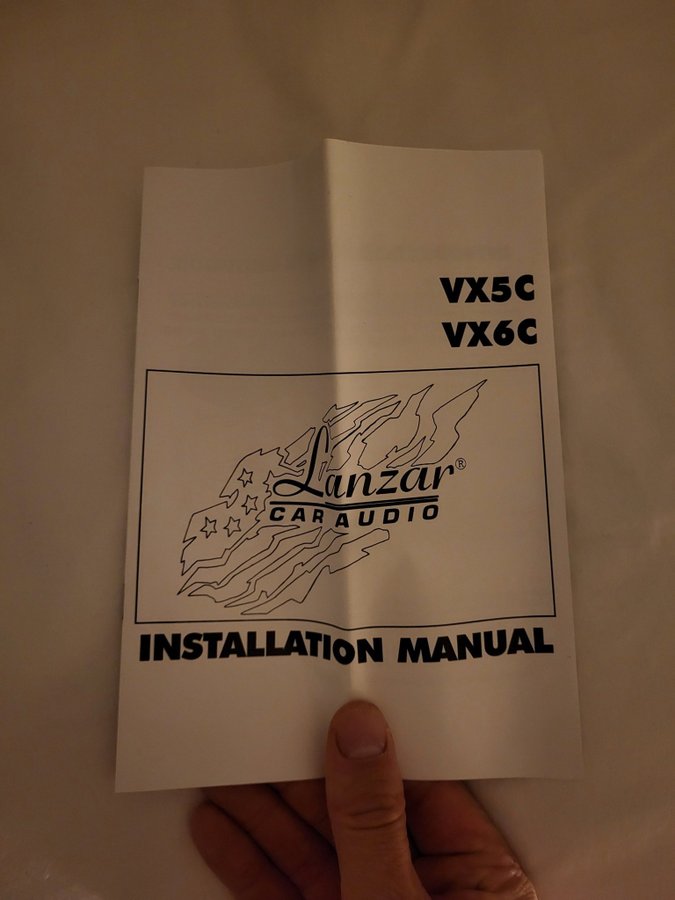 VX5C
VX6C
Lanzar®
CAR AUDIO
INSTALLATION MANUAL